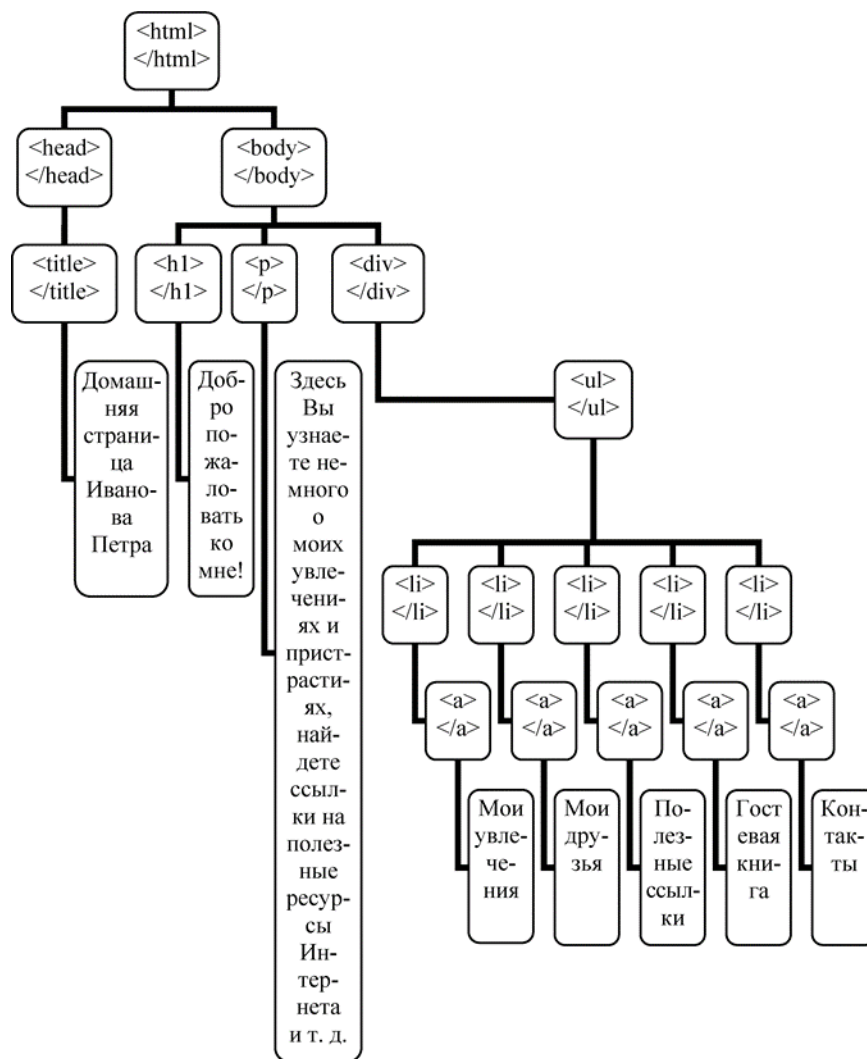 <html>
</html>
<head>
</head>
<body>
</body>
<title>
</title>
<h1>
</h1>
<p>
</p>
<div>
</div>
Домаш-
няя
страни-
ца
Ивано-
ва
Петра
Доб-
ро
по-
жа-
ло-
вать
ко
мне!
Здесь
Вы
узнае-
те не-
много
о
моих
увле-
чени-
ях и
прист-
расти-
ях,
най-
дете
ссыл-
ки на
полез-
ные
ресур-
сы
Ин-
тер-
нета
и т. д.
<ul>
</ul>
<li>
</li>
<li>
</li>
<li>
</li>
<li>
</li>
<li>
</li>
<a>
</a>
<a>
</a>
<a>
</a>
<a>
</a>
<a>
</a>
Мои
увле-
че-
ния
Мои
дру-
зья
По-
лез-
ные
ссыл-
ки
Гост
евая
кни-
га
Кон-
так-
ты